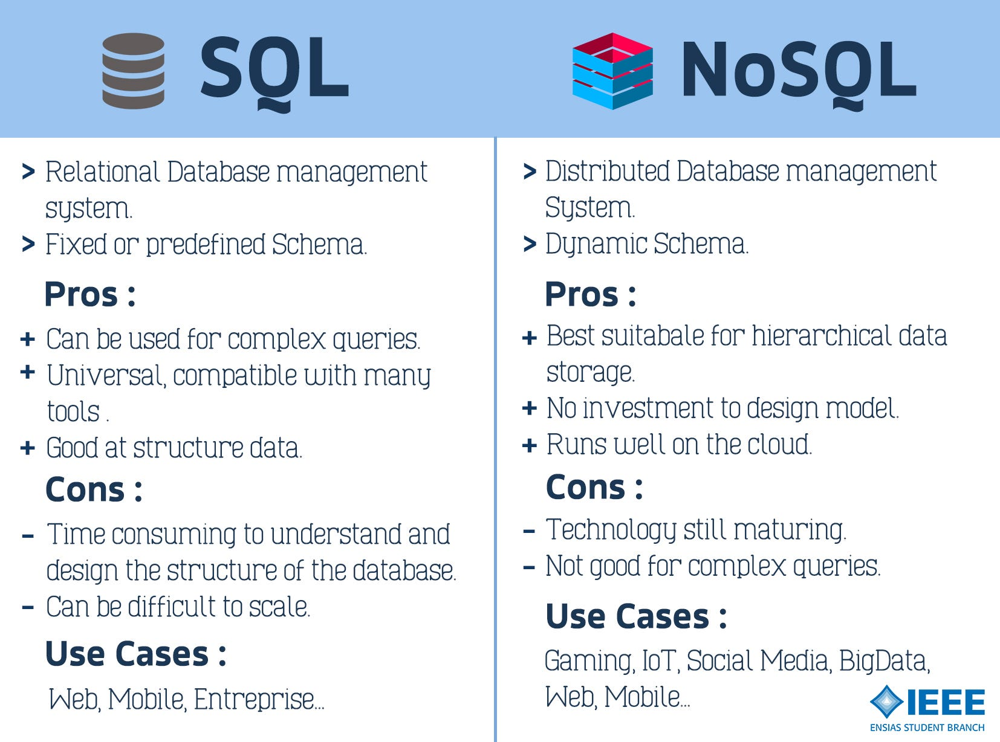 SQL
> Relational Database management
system.
> Fixed or predefined Schema.
Pros :
+ Can be used for complex queries.
+ Universal, compatible with many
tools .
+ Good at structure data.
Cons :
- Time consuming to understand and
design the structure of the database.
- Can be difficult to scale.
Use Cases :
Web, Mobile, Entreprise...
NoSQL
> Distributed Database management
System.
> Dynamic Schema.
Pros :
+ Best suitabale for hierarchical data
storage.
+ No investment to design model.
+ Runs well on the cloud.
Cons :
- Technology still maturing.
- Not good for complex queries.
Use Cases :
Gaming, IoT, Social Media, BigData,
Web, Mobile...
IEEE
ENSIAS STUDENT BRANCH